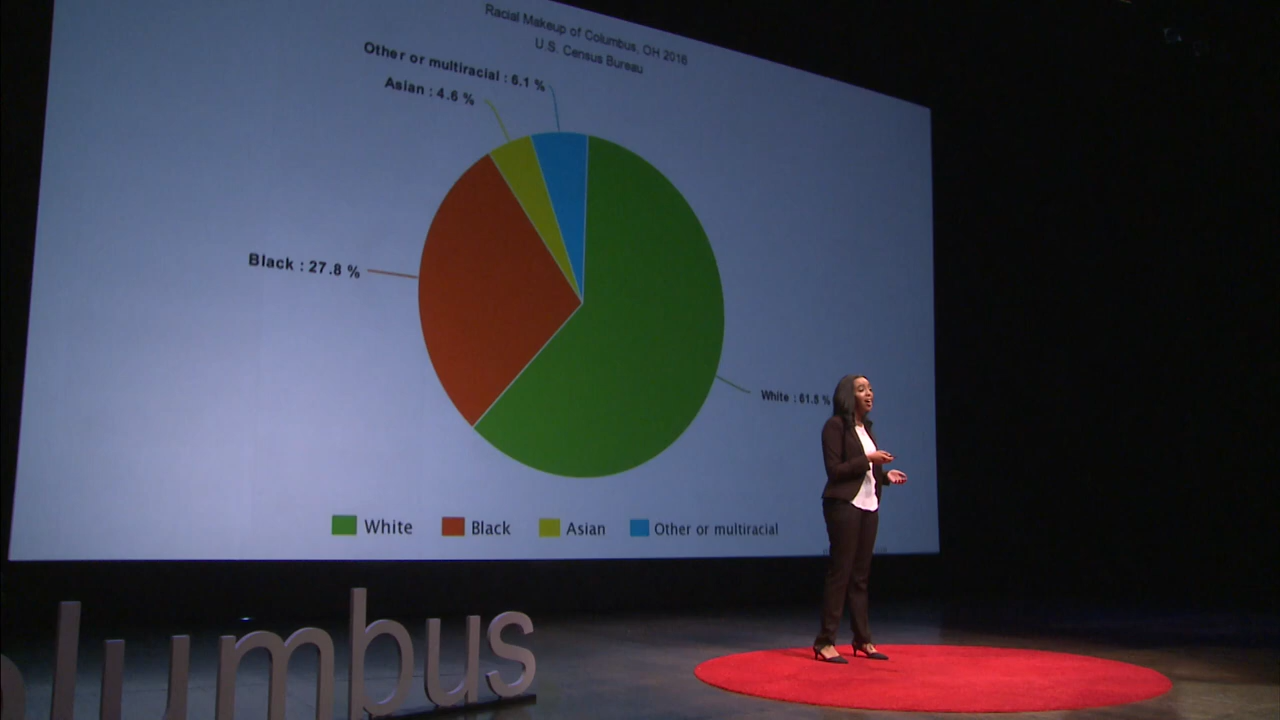 Racial Makeup of Columbus, OH 2016
U.S. Census Bureau
Other or multiracial : 6.1 %
Asian : 4.6 %
Black : 27.8 %
White : 61.5 %
White
Black
Asian
Other or multiracial
olumbus